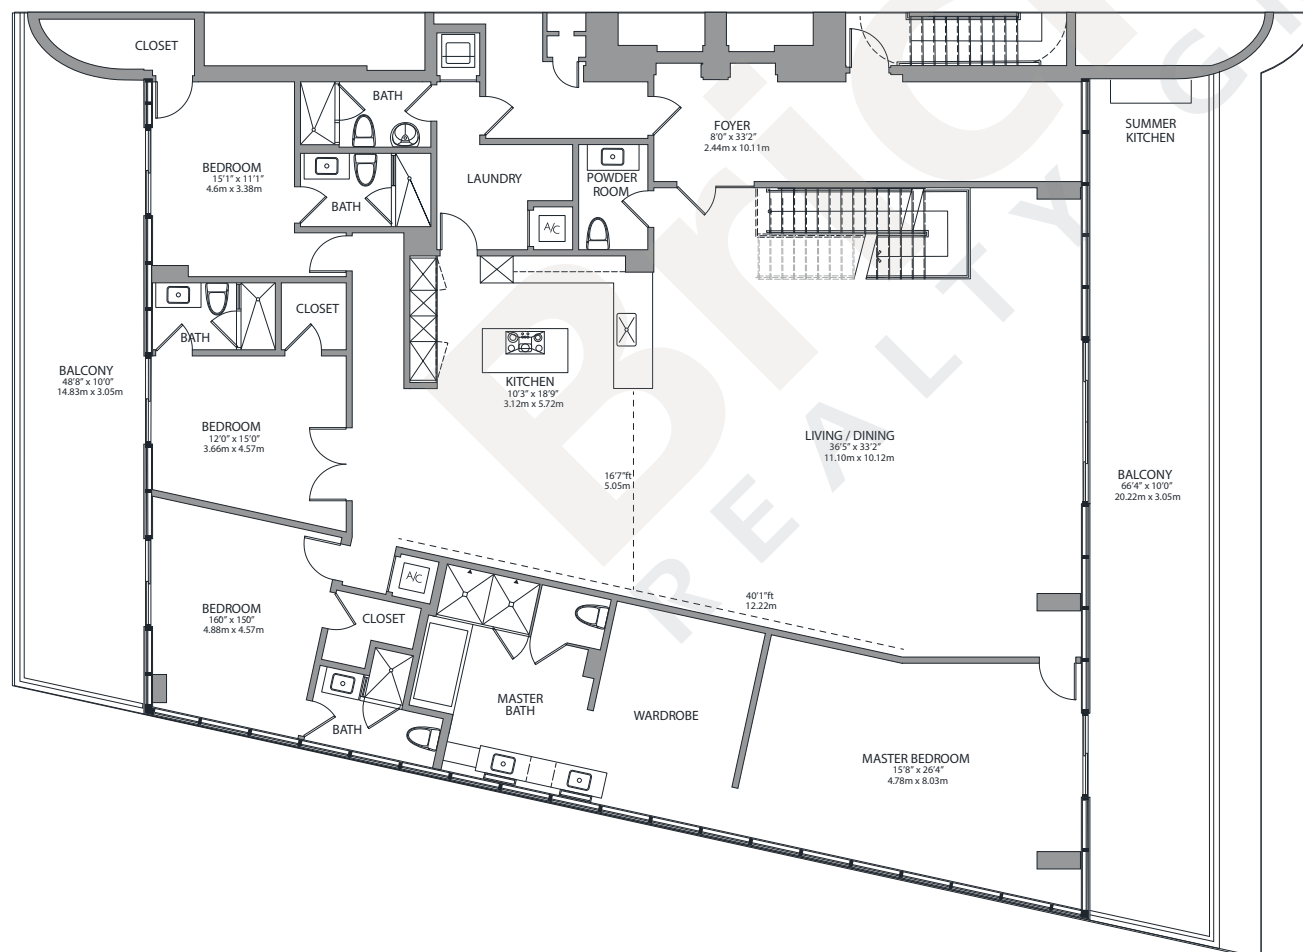 CLOSET
BATH
FOYER
8'0" x 33'2"
2.44m x 10.11m
SUMMER
KITCHEN
BEDROOM
15'1" x 11'1"
4.6m x 3.38m
LAUNDRY
POWDER
ROOM
BATH
A/C
BATH
CLOSET
BALCONY
48'8" x 10'0"
14.83m x 3.05m
KITCHEN
10'3" x 18'9"
3.12m x 5.72m
BEDROOM
12'0" x 15'0"
3.66m x 4.57m
LIVING / DINING
36'5" x 33'2"
11.10m x 10.12m
16'7"ft
5.05m
BALCONY
66'4" x 10'0"
20.22m x 3.05m
A/C
40'1"ft
12.22m
BEDROOM
160" x 150"
4.88m x 4.57m
CLOSET
MASTER
BATH
WARDROBE
BATH
MASTER BEDROOM
15'8" x 26'4"
4.78m x 8.03m
REALTY G